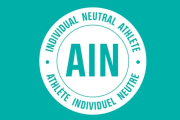 INDIVIDUAL NEUTRAL ATHLETE
AIN
ATHLÈTE INDIVIDUEL NEUTRE